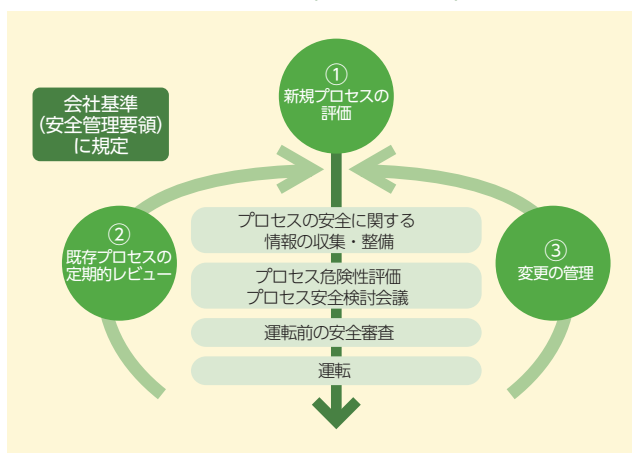 ①
新規プロセスの
評価
会社基準
(安全管理要領)
に規定
②
既存プロセスの
定期的レビュー
プロセスの安全に関する
情報の収集・整備
プロセス危険性評価
プロセス安全検討会議
運転前の安全審査
運転
③
変更の管理